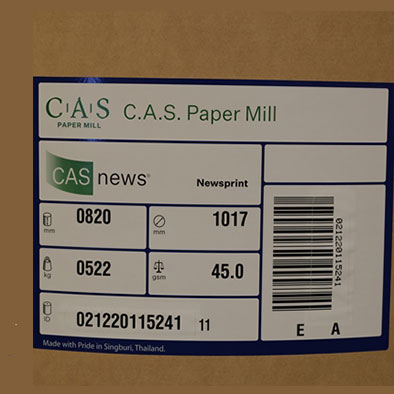 C|A|S
PAPER MILL
C.A.S. Paper Mill
CAS news®
Newsprint
mm 0820
mm 1017
kg 0522
gsm 45.0
ID 021220115241 11
021220115241
E A
Made with Pride in Singburi, Thailand.